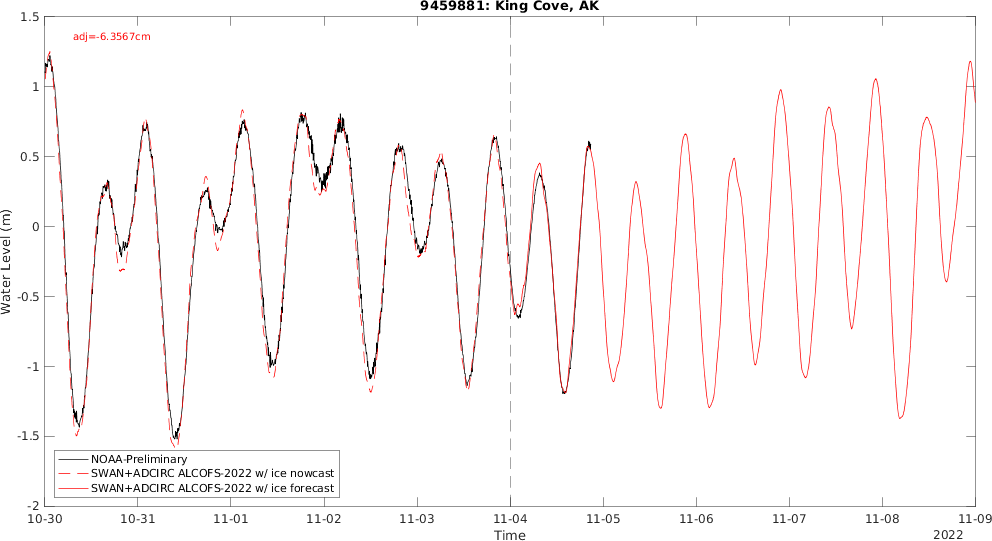 9459881: King Cove, AK
adj=-6.3567cm
1.5
1
0.5
0
-0.5
-1
-1.5
-2
Water Level (m)
NOAA-Preliminary
SWAN+ADCIRC ALCOFS-2022 w/ ice nowcast
SWAN+ADCIRC ALCOFS-2022 w/ ice forecast
10-30 10-31 11-01 11-02 11-03 11-04 11-05 11-06 11-07 11-08 11-09
Time
2022